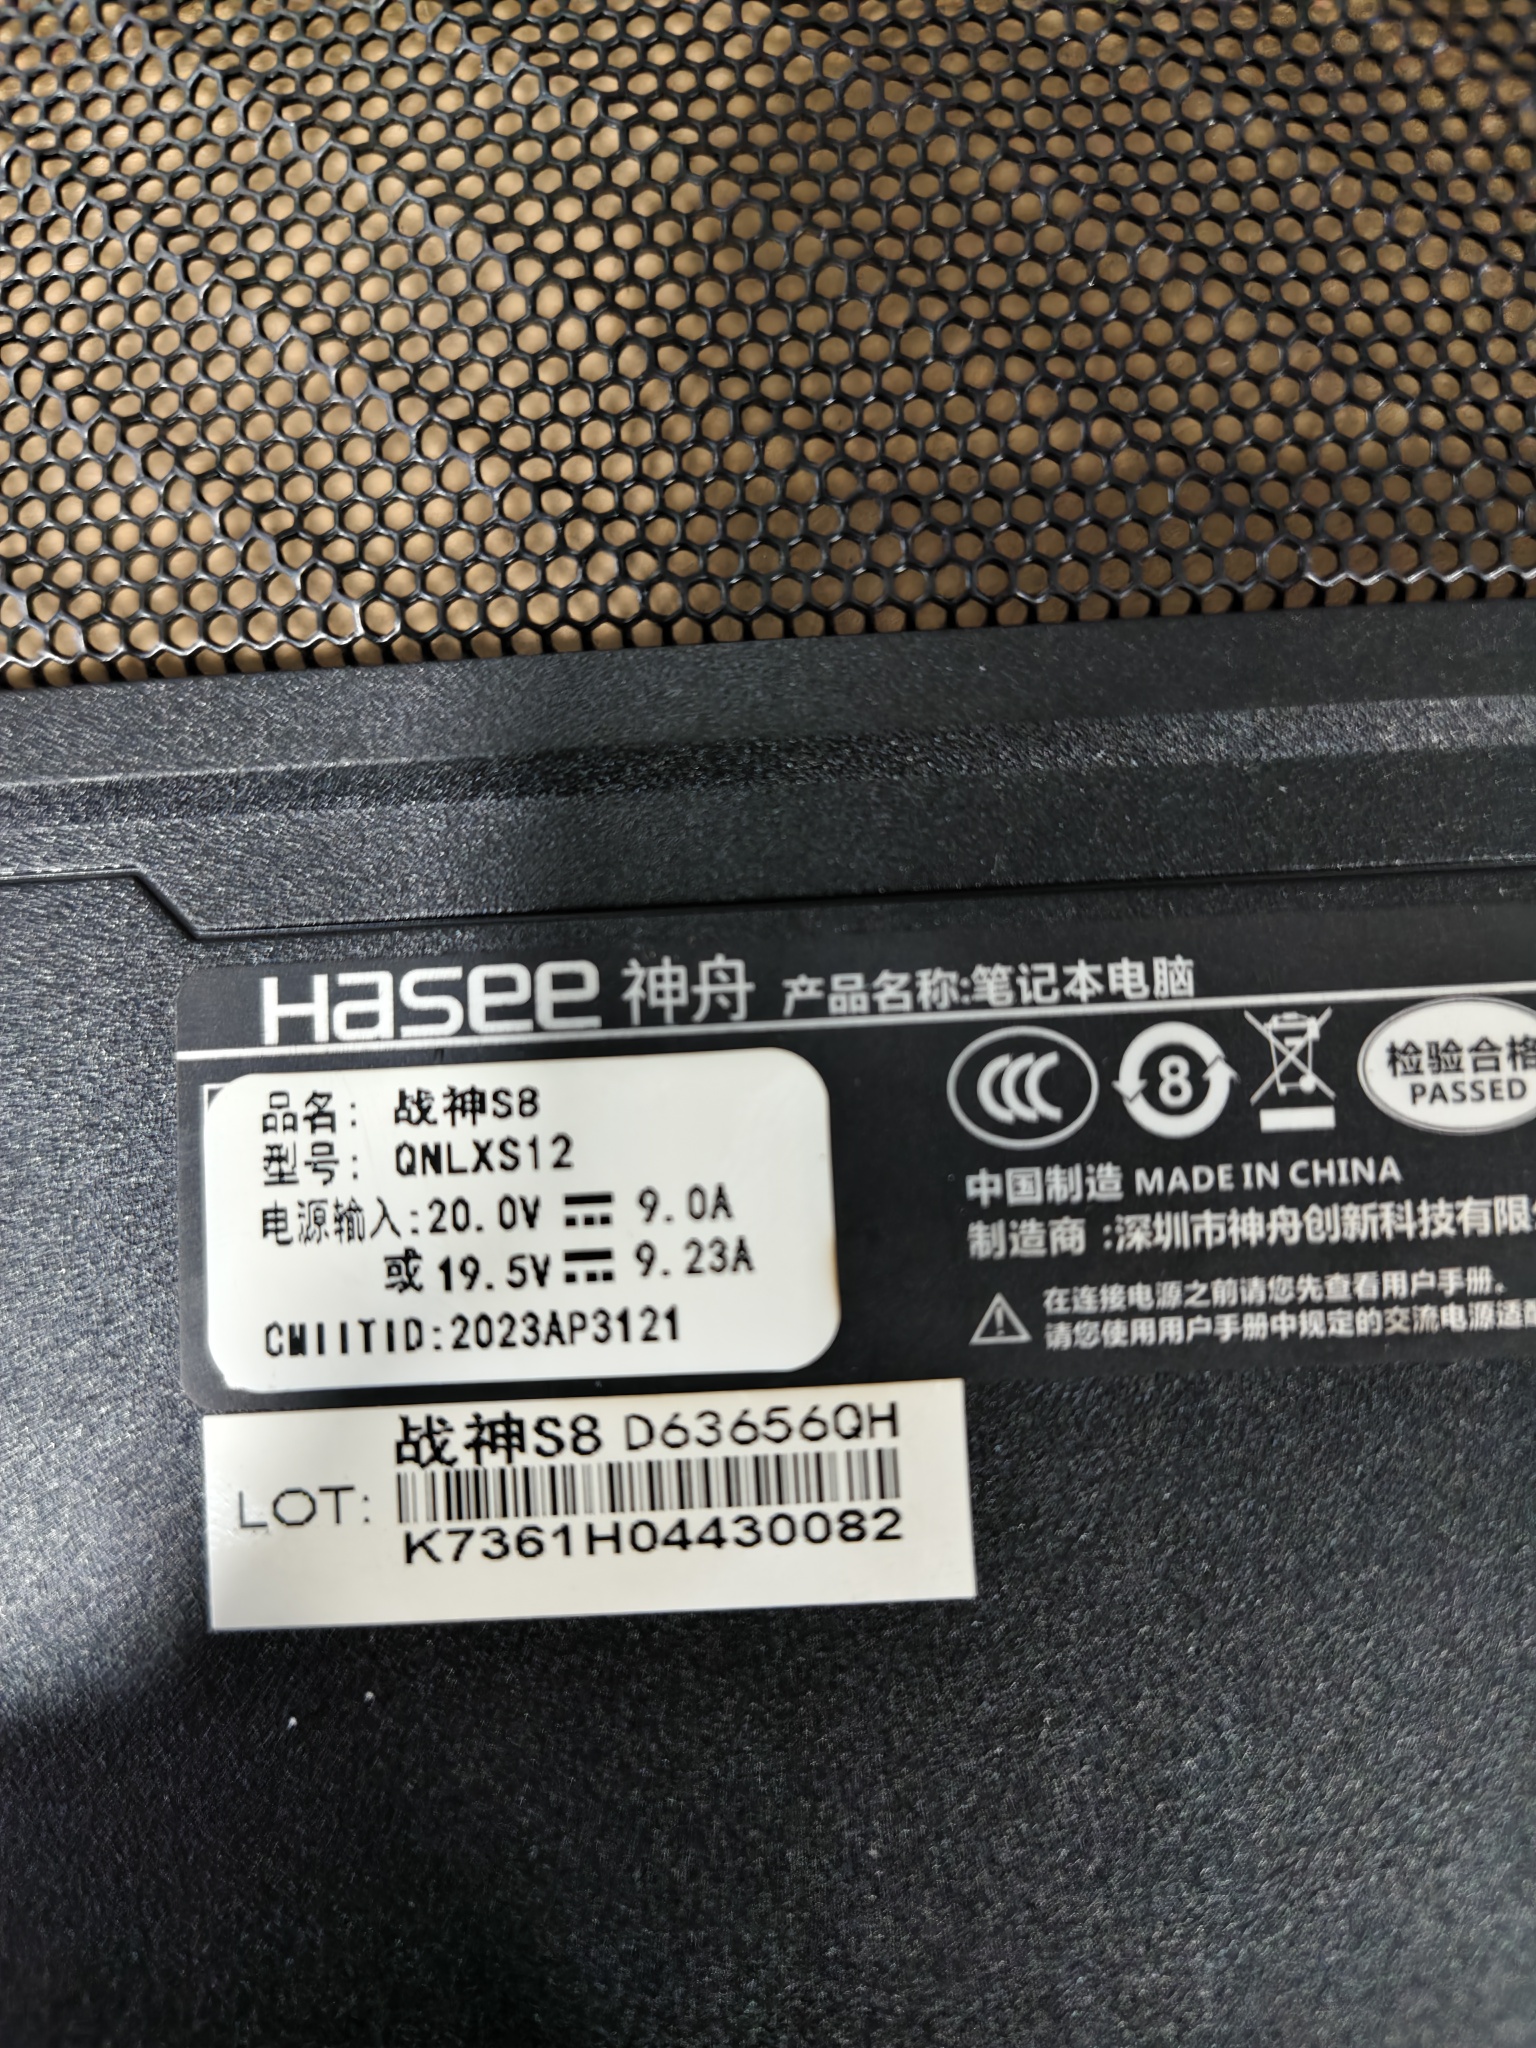 Hasee 神舟 产品名称:笔记本电脑
品名: 战神S8
型号: QNLXS12
电源输入:20.0V 9.0A
或 19.5V 9.23A
CMIITID:2023AP3121
8
检验合格
PASSED
中国制造 MADE IN CHINA
制造商:深圳市神舟创新科技有限
在连接电源之前请您先查看用户手册。
请您使用用户手册中规定的交流电源适
战神S8 D63656QH
LOT:
K7361H04430082